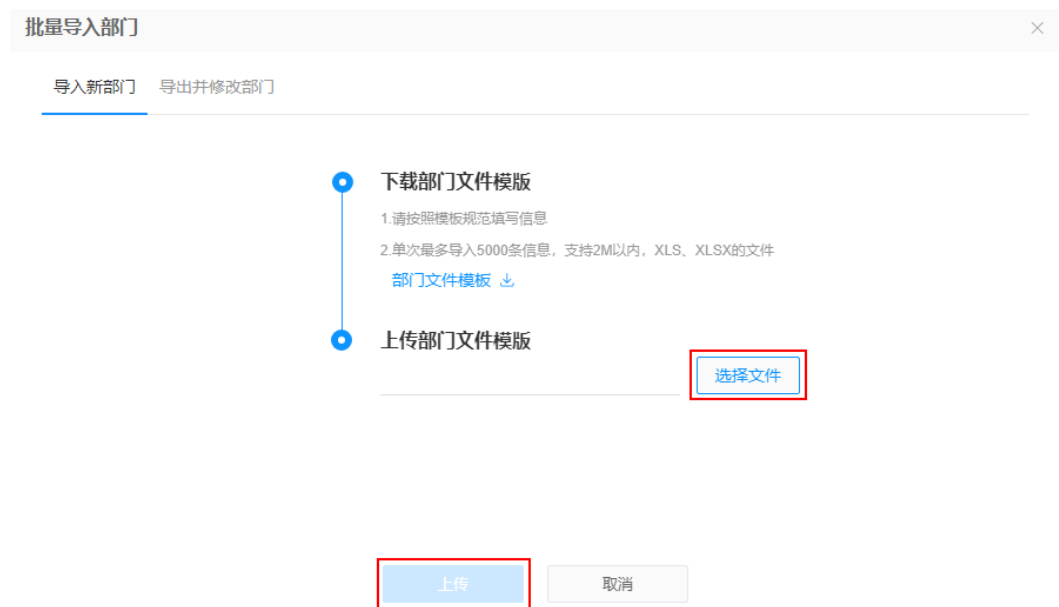 批量导入部门
导入新部门 导出并修改部门
下载部门文件模版
1.请按照模板规范填写信息
2.单次最多导入5000条信息，支持2M以内，XLS、XLSX的文件
部门文件模板
上传部门文件模版
选择文件
上传 取消